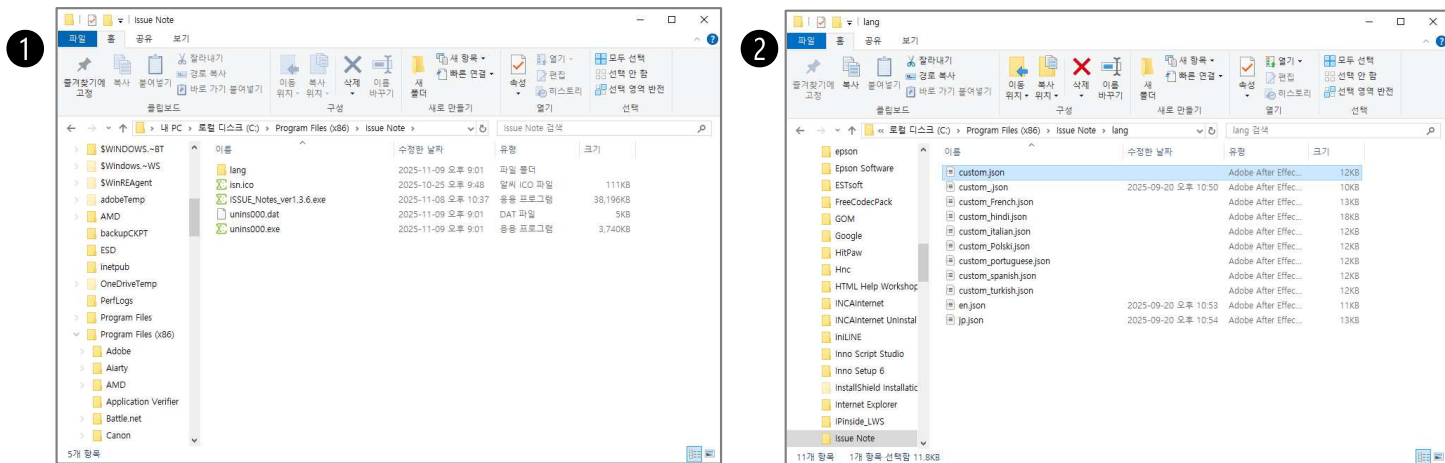 1
Issue Note
파일 홈 공유 보기
즐겨찾기에 고정
복사
붙여넣기
잘라내기
경로 복사
바로 가기 붙여넣기
클립보드
이동 위치
복사 위치
삭제
이름 바꾸기
구성
새 폴더
새 항목
빠른 연결
새로 만들기
속성
열기
편집
히스토리
열기
모두 선택
선택 안 함
선택 영역 반전
선택
내 PC > 로컬 디스크 (C:) > Program Files (x86) > Issue Note >
Issue Note 검색
$WINDOWS.~BT
$Windows.~WS
$WinREAgent
adobeTemp
AMD
backupCKPT
ESD
inetpub
OneDriveTemp
PerfLogs
Program Files
Program Files (x86)
Adobe
Aiarty
AMD
Application Verifier
Battle.net
Canon
이름 수정한 날짜 유형 크기
lang 2025-11-09 오후 9:01 파일 폴더
isn.ico 2025-10-25 오후 9:48 알씨 ICO 파일 111KB
ISSUE_Notes_ver1.3.6.exe 2025-11-08 오후 10:37 응용 프로그램 38,196KB
unins000.dat 2025-11-09 오후 9:01 DAT 파일 5KB
unins000.exe 2025-11-09 오후 9:01 응용 프로그램 3,740KB
5개 항목
2
lang
파일 홈 공유 보기
즐겨찾기에 고정
복사
붙여넣기
잘라내기
경로 복사
바로 가기 붙여넣기
클립보드
이동 위치
복사 위치
삭제
이름 바꾸기
구성
새 폴더
새 항목
빠른 연결
새로 만들기
속성
열기
편집
히스토리
열기
모두 선택
선택 안 함
선택 영역 반전
선택
« 로컬 디스크 (C:) > Program Files (x86) > Issue Note > lang
lang 검색
epson
Epson Software
ESTsoft
FreeCodecPack
GOM
Google
HitPaw
Hnc
HTML Help Workshop
INCAInternet
INCAInternet Uninstal
INILINE
Inno Script Studio
Inno Setup 6
InstallShield Installatic
Internet Explorer
IPinside_LWS
Issue Note
이름 수정한 날짜 유형 크기
custom.json Adobe After Effec... 12KB
custom_.json 2025-09-20 오후 10:50 Adobe After Effec... 10KB
custom_French.json Adobe After Effec... 13KB
custom_hindi.json Adobe After Effec... 18KB
custom_italian.json Adobe After Effec... 12KB
custom_Polski.json Adobe After Effec... 12KB
custom_portuguese.json Adobe After Effec... 12KB
custom_spanish.json Adobe After Effec... 12KB
custom_turkish.json Adobe After Effec... 12KB
en.json 2025-09-20 오후 10:53 Adobe After Effec... 11KB
jp.json 2025-09-20 오후 10:54 Adobe After Effec... 13KB
11개 항목 1개 항목 선택함 11.8KB